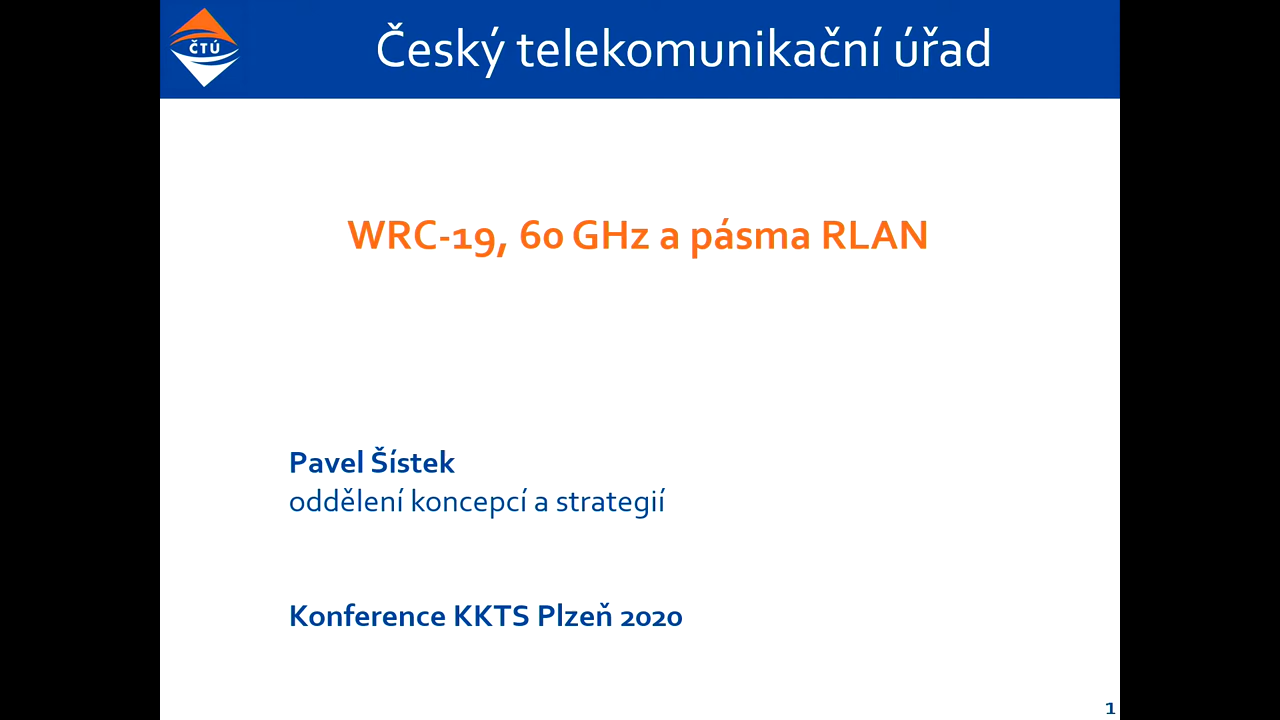 ČTÚ
Český telekomunikační úřad
WRC-19, 60 GHz a pásma RLAN
Pavel Šístek
oddělení koncepcí a strategií
Konference KKTS Plzeň 2020
1